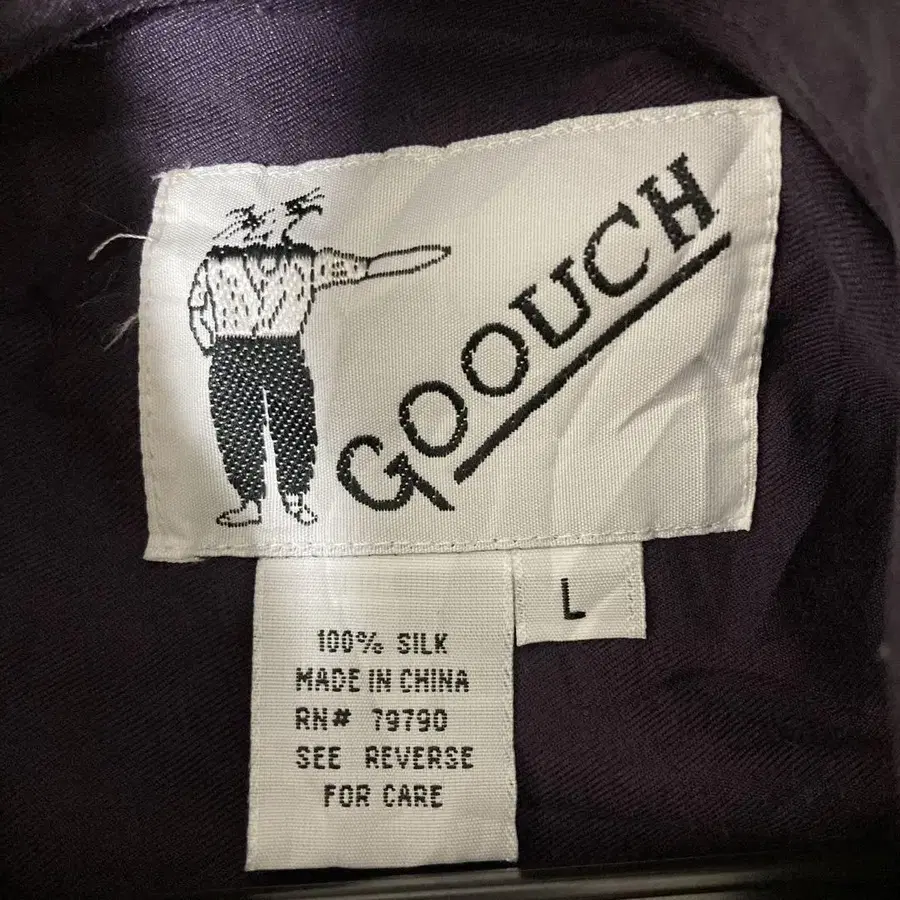 GOOUCH
L
100% SILK
MADE IN CHINA
RN# 79790
SEE REVERSE
FOR CARE